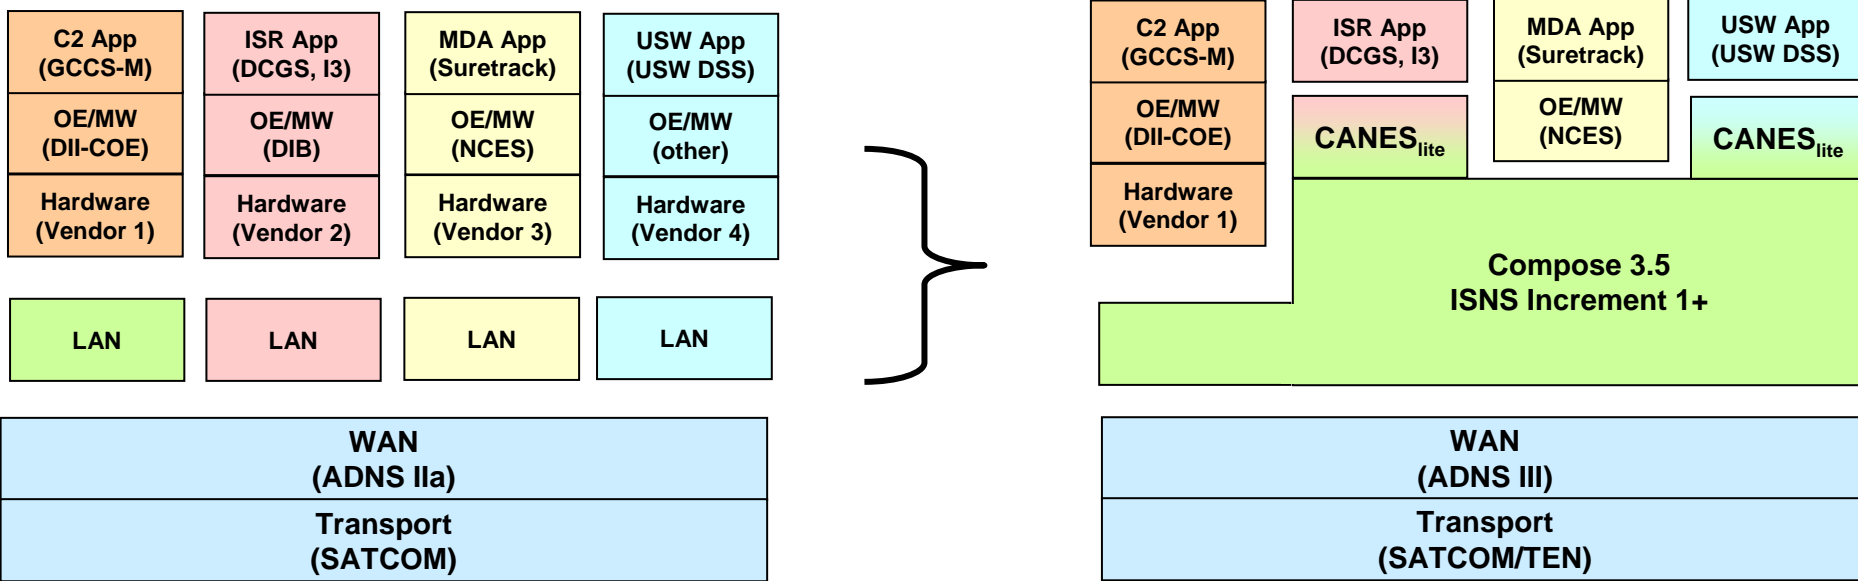 C2 App
(GCCS-M)
ISR App
(DCGS, I3)
MDA App
(Suretrack)
USW App
(USW DSS)
OE/MW
(DII-COE)
OE/MW
(DIB)
OE/MW
(NCES)
OE/MW
(other)
Hardware
(Vendor 1)
Hardware
(Vendor 2)
Hardware
(Vendor 3)
Hardware
(Vendor 4)
LAN
LAN
LAN
LAN
WAN
(ADNS IIa)
Transport
(SATCOM)
C2 App
(GCCS-M)
ISR App
(DCGS, I3)
MDA App
(Suretrack)
USW App
(USW DSS)
OE/MW
(DII-COE)
CANESlite
OE/MW
(NCES)
CANESlite
Hardware
(Vendor 1)
Compose 3.5
ISNS Increment 1+
WAN
(ADNS III)
Transport
(SATCOM/TEN)